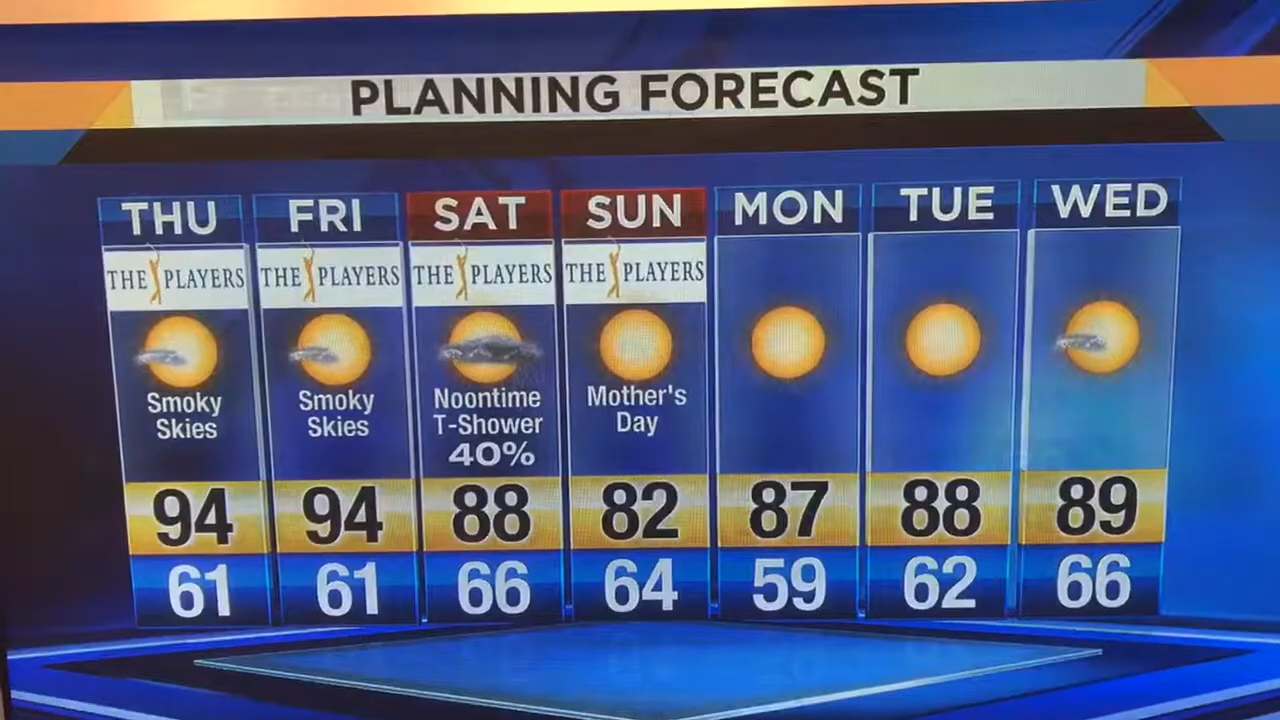 PLANNING FORECAST
THU FRI SAT SUN MON TUE WED
THE PLAYERS THE PLAYERS THE PLAYERS THE PLAYERS
Smoky
Skies
Smoky
Skies
Noontime
T-Shower
40%
Mother's
Day
94 94 88 82 87 88 89
61 61 66 64 59 62 66